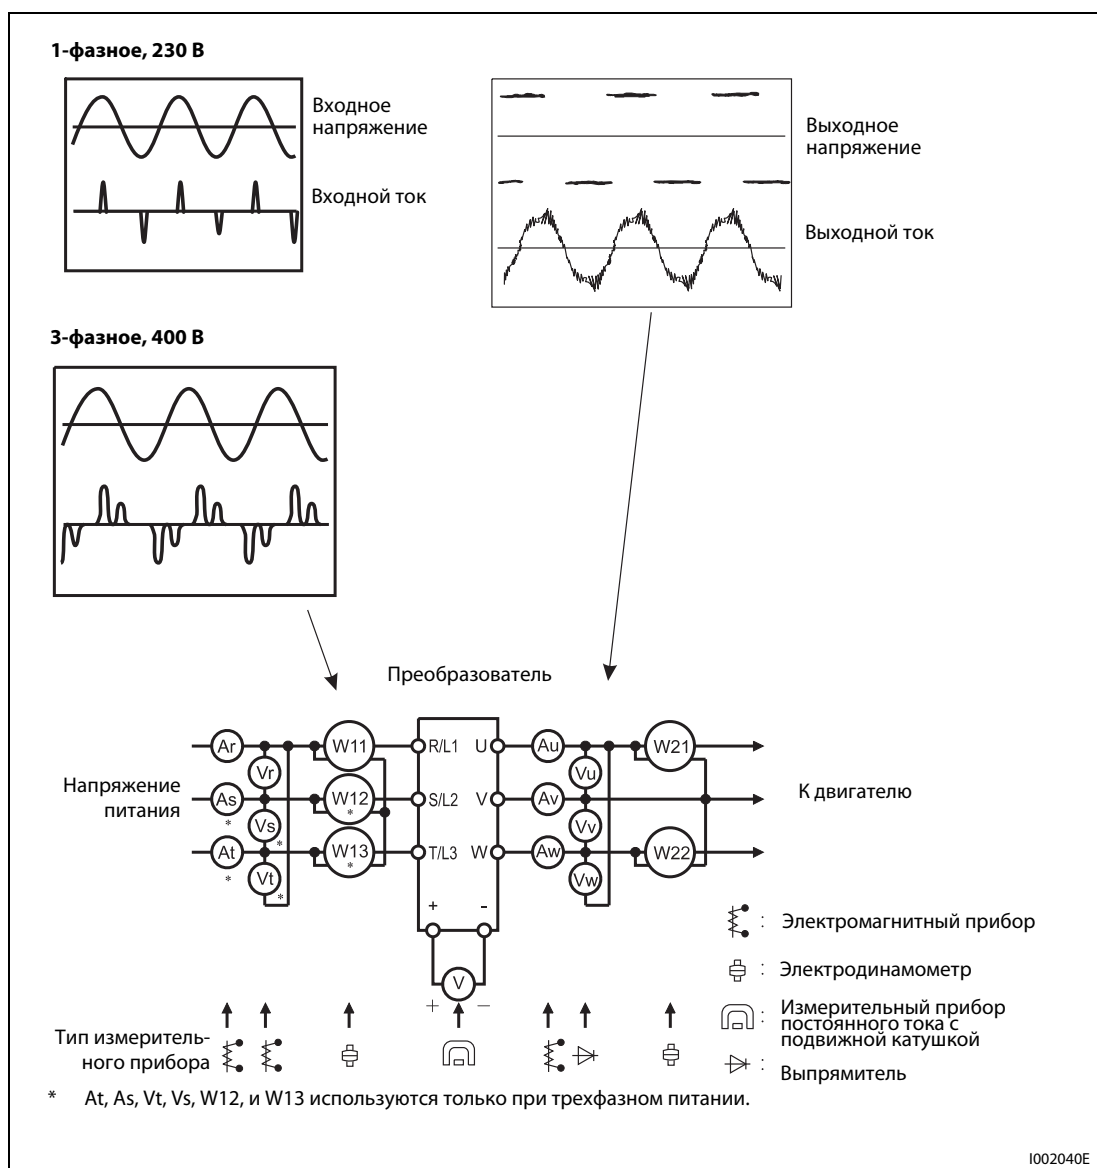 1-фазное, 230 В
Входное
напряжение
Входной ток
Выходное
напряжение
Выходной ток
3-фазное, 400 В
Преобразователь
Напряжение
питания
Ar
Vr
W11
R/L1
U
Au
Vu
W21
As
*
Vs
*
W12
*
S/L2
V
Av
Vv
К двигателю
At
*
Vt
*
W13
*
T/L3
W
Aw
Vw
W22
+
-
V
+
−
Тип измеритель-
ного прибора
: Электромагнитный прибор
: Электродинамометр
: Измерительный прибор
постоянного тока с
подвижной катушкой
: Выпрямитель
* At, As, Vt, Vs, W12, и W13 используются только при трехфазном питании.
I002040E